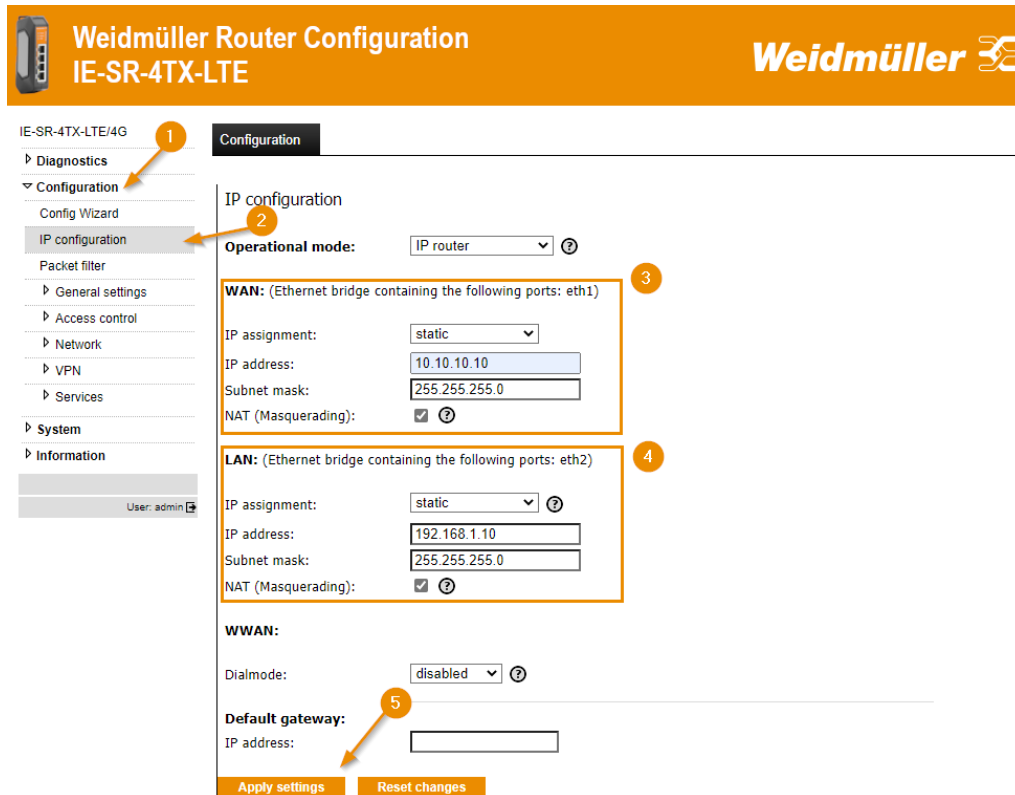 Weidmüller Router Configuration
IE-SR-4TX-LTE
Weidmüller
IE-SR-4TX-LTE/4G
1
Diagnostics
Configuration
Config Wizard
IP configuration
Packet filter
General settings
Access control
Network
VPN
Services
System
Information
User: admin
Configuration
IP configuration
2
Operational mode: IP router ?
3
WAN: (Ethernet bridge containing the following ports: eth1)
IP assignment: static
IP address: 10.10.10.10
Subnet mask: 255.255.255.0
NAT (Masquerading): ?
4
LAN: (Ethernet bridge containing the following ports: eth2)
IP assignment: static ?
IP address: 192.168.1.10
Subnet mask: 255.255.255.0
NAT (Masquerading): ?
WWAN:
Dialmode: disabled ?
5
Default gateway:
IP address:
Apply settings Reset changes